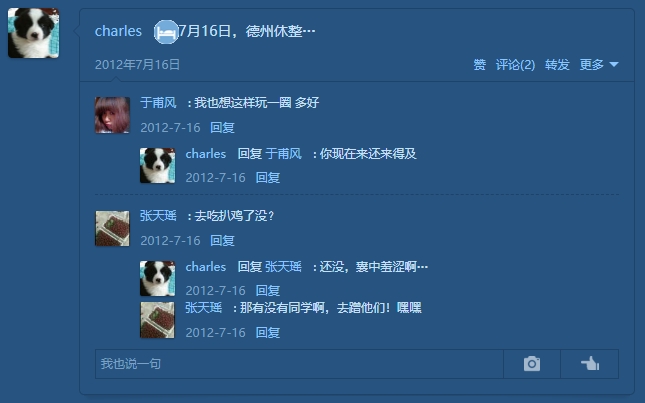 charles 7月16日，德州休整…
2012年7月16日 赞 评论(2) 转发 更多
于甫风 : 我也想这样玩一圈 多好
2012-7-16 回复
charles 回复 于甫风 : 你现在来还来得及
2012-7-16 回复
张天瑶 : 去吃扒鸡了没？
2012-7-16 回复
charles 回复 张天瑶 : 还没，囊中羞涩啊…
2012-7-16 回复
张天瑶 : 那有没有同学啊，去蹭他们！嘿嘿
2012-7-16 回复
我也说一句